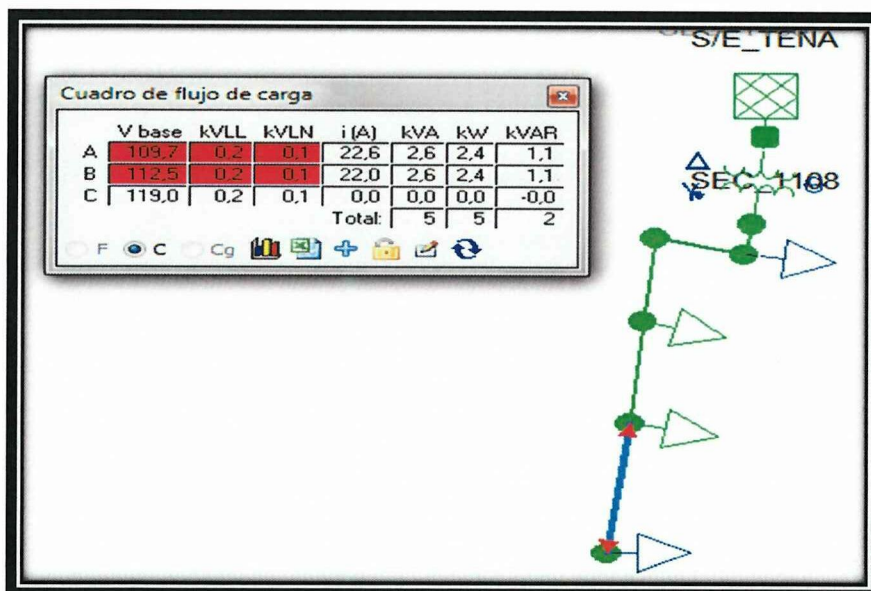 S/E_TENA
Cuadro de flujo de carga
V base kVLL kVLN i (A) kVA kW kVAR
A 109,7 0,2 0,1 22,6 2,6 2,4 1,1
B 112,5 0,2 0,1 22,0 2,6 2,4 1,1
C 119,0 0,2 0,1 0,0 0,0 0,0 -0,0
Total: 5 5 2
F C Cg
SEC_1108